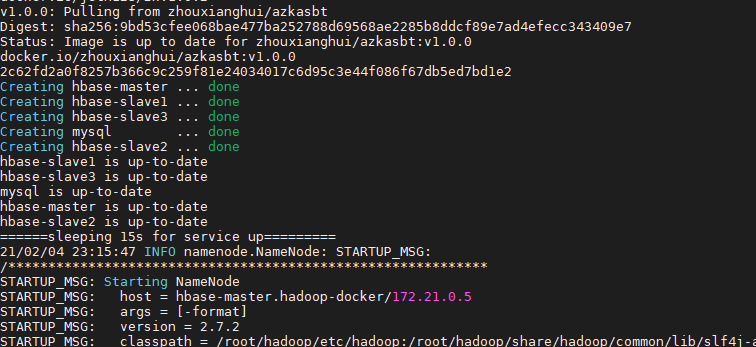 v1.0.0: Pulling from zhouxianghui/azkasbt
Digest: sha256:9bd53cfee068bae477ba252788d69568ae2285b8ddcf89e7ad4efecc343409e7
Status: Image is up to date for zhouxianghui/azkasbt:v1.0.0
docker.io/zhouxianghui/azkasbt:v1.0.0
2c62fd2a0f8257b366c9c259f81e24034017c6d95c3e44f086f67db5ed7bd1e2
Creating hbase-master ... done
Creating hbase-slave1 ... done
Creating hbase-slave3 ... done
Creating mysql        ... done
Creating hbase-slave2 ... done
hbase-slave1 is up-to-date
hbase-slave3 is up-to-date
mysql is up-to-date
hbase-master is up-to-date
hbase-slave2 is up-to-date
======sleeping 15s for service up=========
21/02/04 23:15:47 INFO namenode.NameNode: STARTUP_MSG:
/************************************************************
STARTUP_MSG: Starting NameNode
STARTUP_MSG:   host = hbase-master.hadoop-docker/172.21.0.5
STARTUP_MSG:   args = [-format]
STARTUP_MSG:   version = 2.7.2
STARTUP_MSG:   classpath = /root/hadoop/etc/hadoop:/root/hadoop/share/hadoop/common/lib/slf4j-a